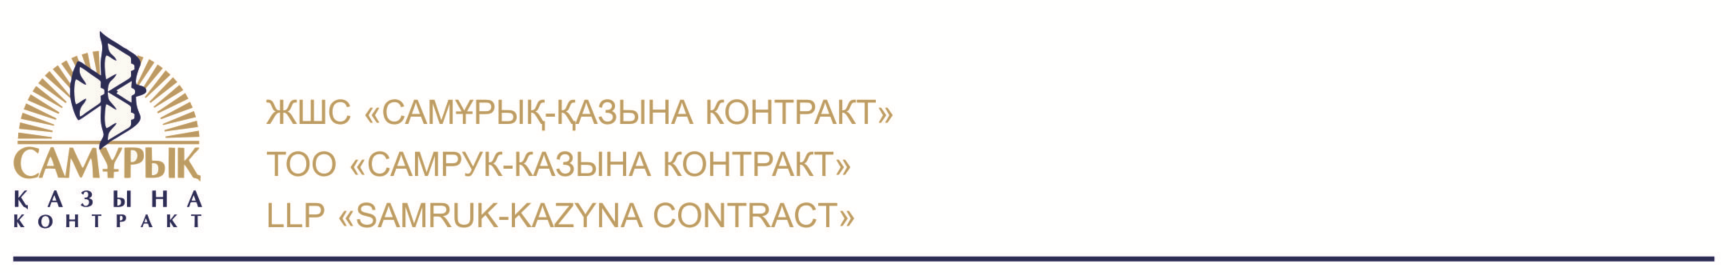 САМҰРЫҚ
ҚАЗЫНА
КОНТРАКТ
ЖШС «САМҰРЫҚ-ҚАЗЫНА КОНТРАКТ»
ТОО «САМРУК-КАЗЫНА КОНТРАКТ»
LLP «SAMRUK-KAZYNA CONTRACT»